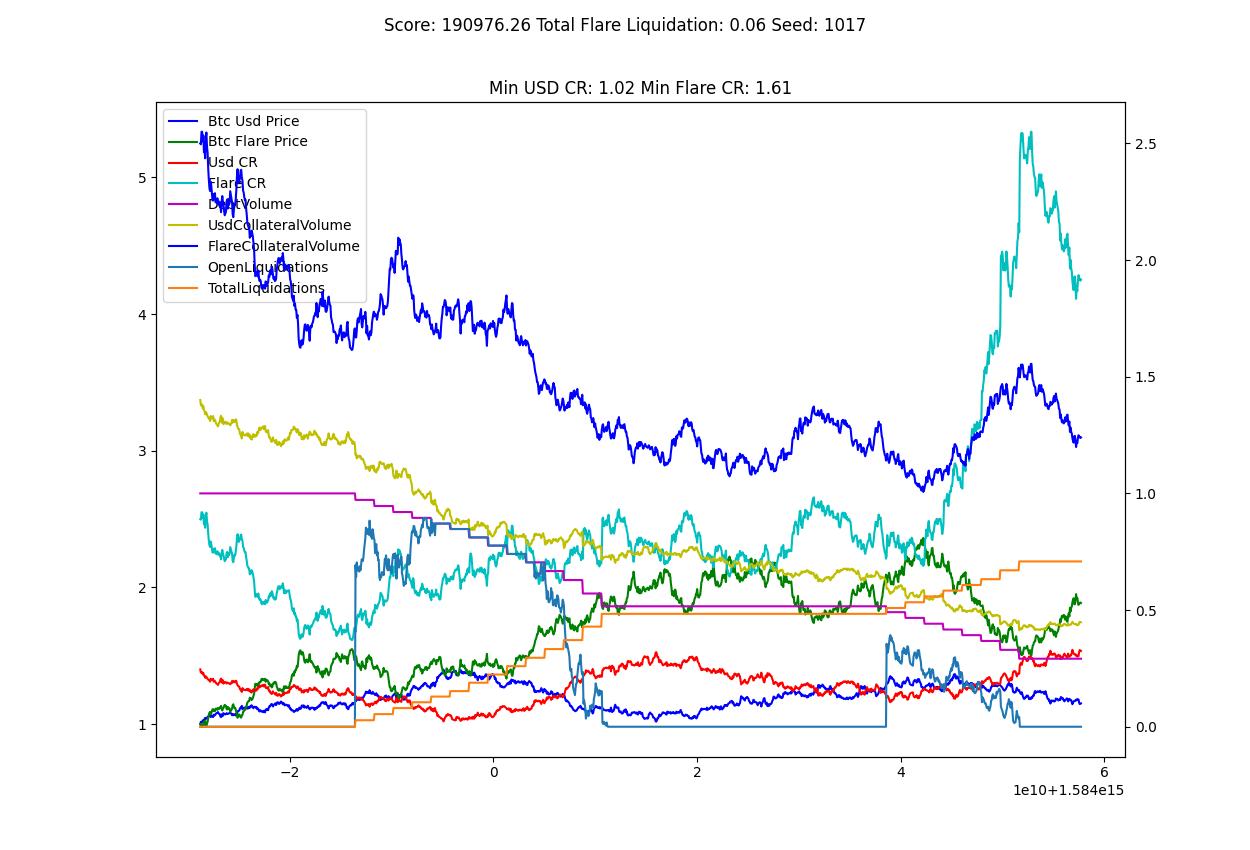 Score: 190976.26 Total Flare Liquidation: 0.06 Seed: 1017
Min USD CR: 1.02 Min Flare CR: 1.61
Btc Usd Price
Btc Flare Price
Usd CR
Flare CR
DebtVolume
UsdCollateralVolume
FlareCollateralVolume
OpenLiquidations
TotalLiquidations
5
4
3
2
1
2.5
2.0
1.5
1.0
0.5
0.0
−2
0
2
4
6
1e10+1.584e15